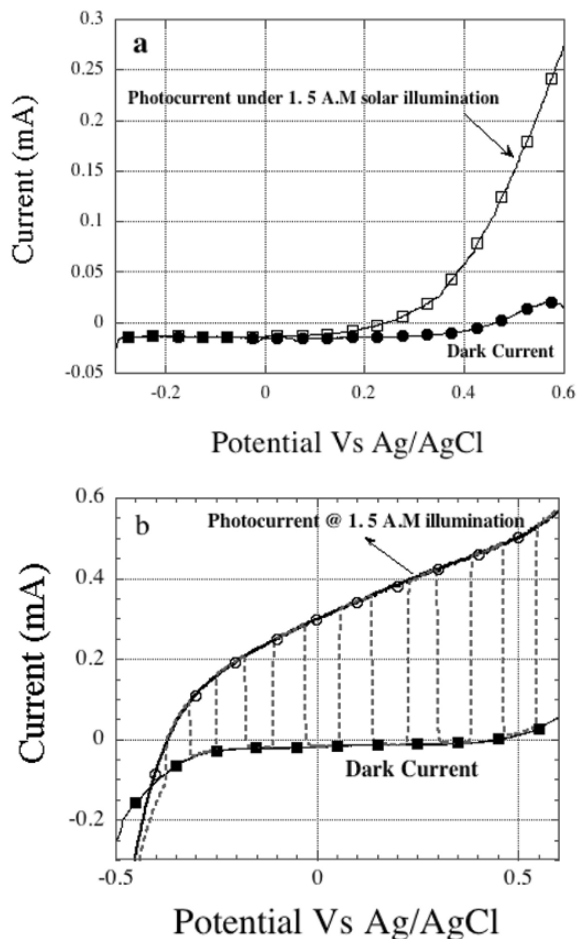 a
0.3
0.25
0.2
0.15
0.1
0.05
0
-0.05
Current (mA)
Photocurrent under 1. 5 A.M solar illumination
Dark Current
-0.2
0
0.2
0.4
0.6
Potential Vs Ag/AgCl
b
0.6
0.4
0.2
0
-0.2
Current (mA)
Photocurrent @ 1. 5 A.M illumination
Dark Current
-0.5
0
0.5
Potential Vs Ag/AgCl